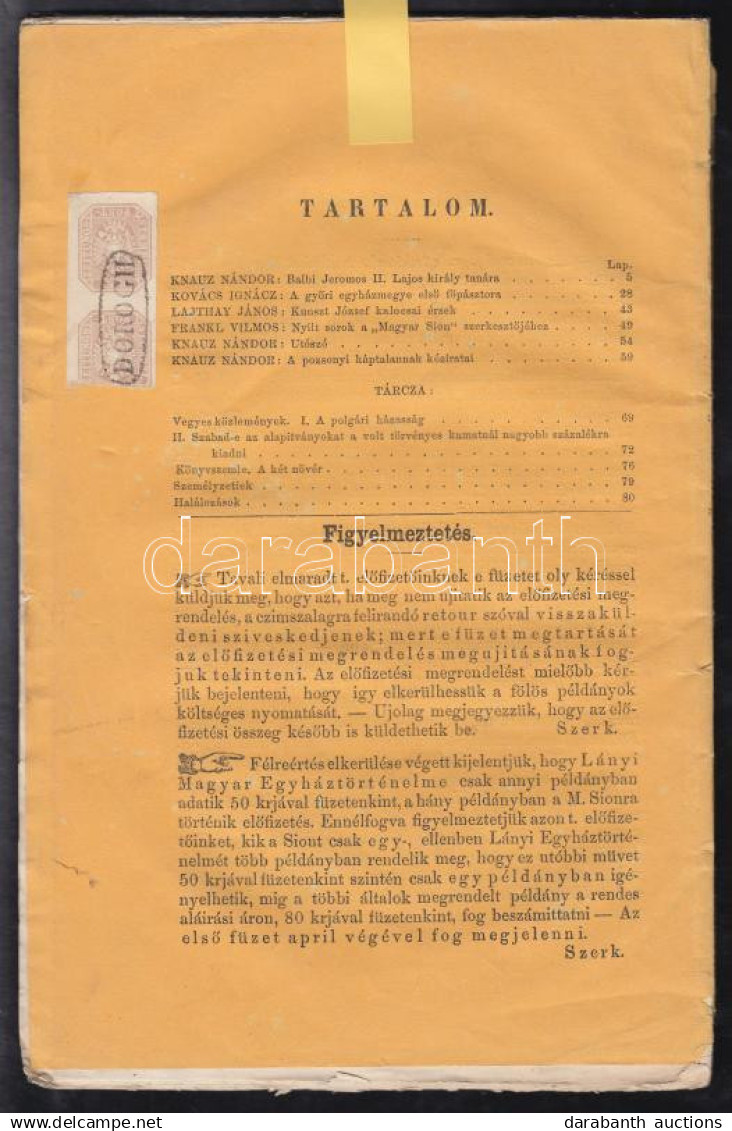 TARTALOM.
Lap.
KNAUZ NÁNDOR: Balbi Jeromos II. Lajos király tanára . . . . . . . 5
KOVÁCS IGNÁCZ: A győri egyházmegye első főpásztora . . . . . . . 28
LAJTHAY JÁNOS: Kunszt József kalocsai érsek . . . . . . . . . 43
FRANKL VILMOS: Nyílt sorok a „Magyar Sion" szerkesztőjéhez . . . . . 49
KNAUZ NÁNDOR: Utószó . . . . . . . . . . . . . 54
KNAUZ NÁNDOR: A pozsonyi káptalannak kéziratai . . . . . . . . 59
TÁRCZA:
Vegyes közlemények. I. A polgári házasság . . . . . . . . . 69
II. Szabad-e az alapítványokat a volt törvényes kamatnál nagyobb százalékra
kiadni . . . . . . . . . . . . . . . 72
Könyvszemle. A két nővér . . . . . . . . . . . . . 76
Személyzetiek . . . . . . . . . . . . . . . 79
Halálozások . . . . . . . . . . . . . . . . 80
DOROGH
Figyelmeztetés.
darabanth
Tavali elmaradt t. előfizetőinknek e füzetet oly kéréssel
küldjük meg, hogy azt, ha meg nem ujitatik az előfizetési meg-
rendelés, a czimszalagra felirandó retour szóval visszakül-
deni sziveskedjenek; mert e füzet megtartását
az előfizetési megrendelés megujitásának fog-
juk tekinteni. Az előfizetési megrendelést mielőbb kér-
jük bejelenteni, hogy igy elkerülhessük a fölös példányok
költséges nyomatását. — Ujolag megjegyezzük, hogy az elő-
fizetési összeg később is küldethetik be. Szerk.
Félreértés elkerülése végett kijelentjük, hogy Lányi
Magyar Egyháztörténelme csak annyi példányban
adatik 50 krjával füzetenkint, a hány példányban a M. Sionra
történik előfizetés. Ennélfogva figyelmeztetjük azon t. előfize-
tőinket, kik a Siont csak egy-, ellenben Lányi Egyháztörté-
nelmét több példányban rendelik meg, hogy ez utóbbi müvet
50 krjával füzetenkint szintén csak egy példányban igé-
nyelhetik, mig a többi általok megrendelt példány a rendes
aláirási áron, 80 krjával füzetenkint, fog beszámittatni — Az
első füzet april végével fog megjelenni.
Szerk.
darabanth auctions